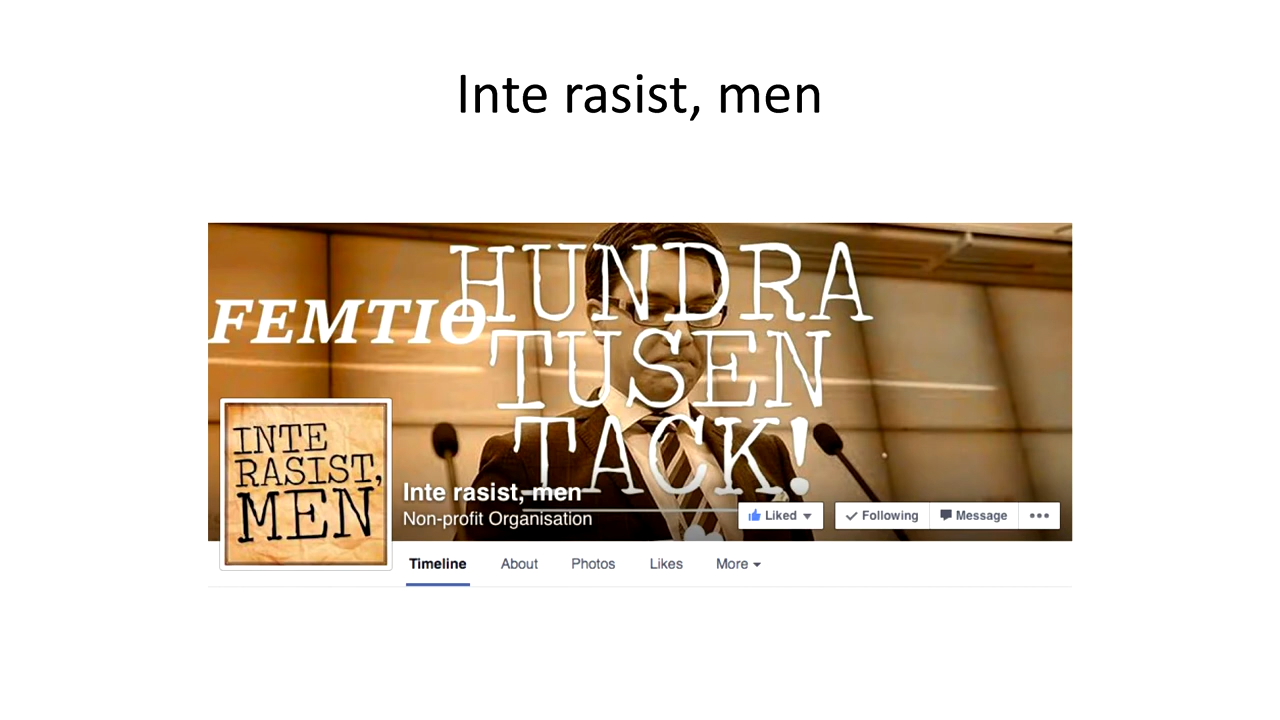 Inte rasist, men
HUNDRA
FEMTIO
TUSEN
TACK!
INTE
RASIST,
MEN
Inte rasist, men
Non-profit Organisation
Liked
Following
Message
Timeline
About
Photos
Likes
More